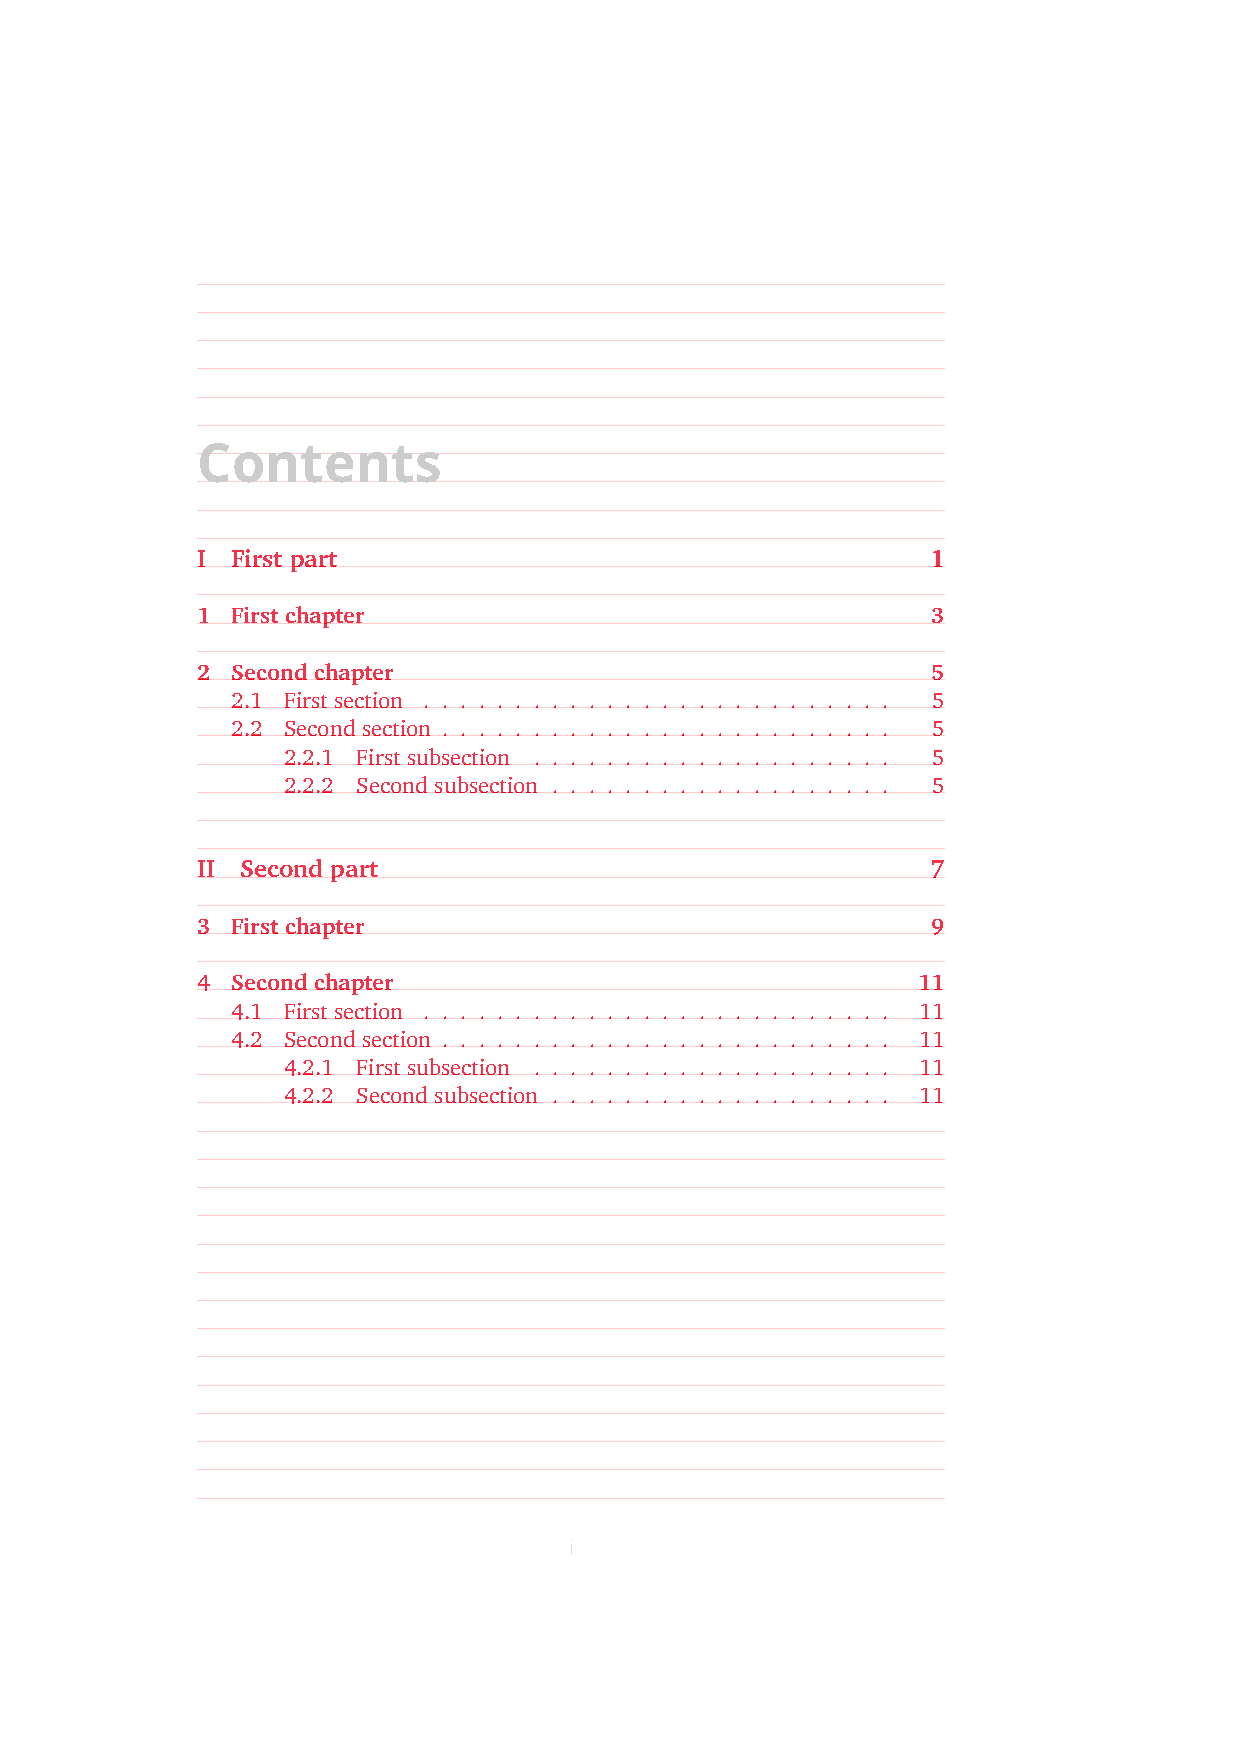 Contents
I First part 1
1 First chapter 3
2 Second chapter 5
2.1 First section . . . . . . . . . . . . . . . . . . . . . . . . . . 5
2.2 Second section . . . . . . . . . . . . . . . . . . . . . . . . . 5
2.2.1 First subsection . . . . . . . . . . . . . . . . . . . . 5
2.2.2 Second subsection . . . . . . . . . . . . . . . . . . . 5
II Second part 7
3 First chapter 9
4 Second chapter 11
4.1 First section . . . . . . . . . . . . . . . . . . . . . . . . . . 11
4.2 Second section . . . . . . . . . . . . . . . . . . . . . . . . . 11
4.2.1 First subsection . . . . . . . . . . . . . . . . . . . . 11
4.2.2 Second subsection . . . . . . . . . . . . . . . . . . . 11